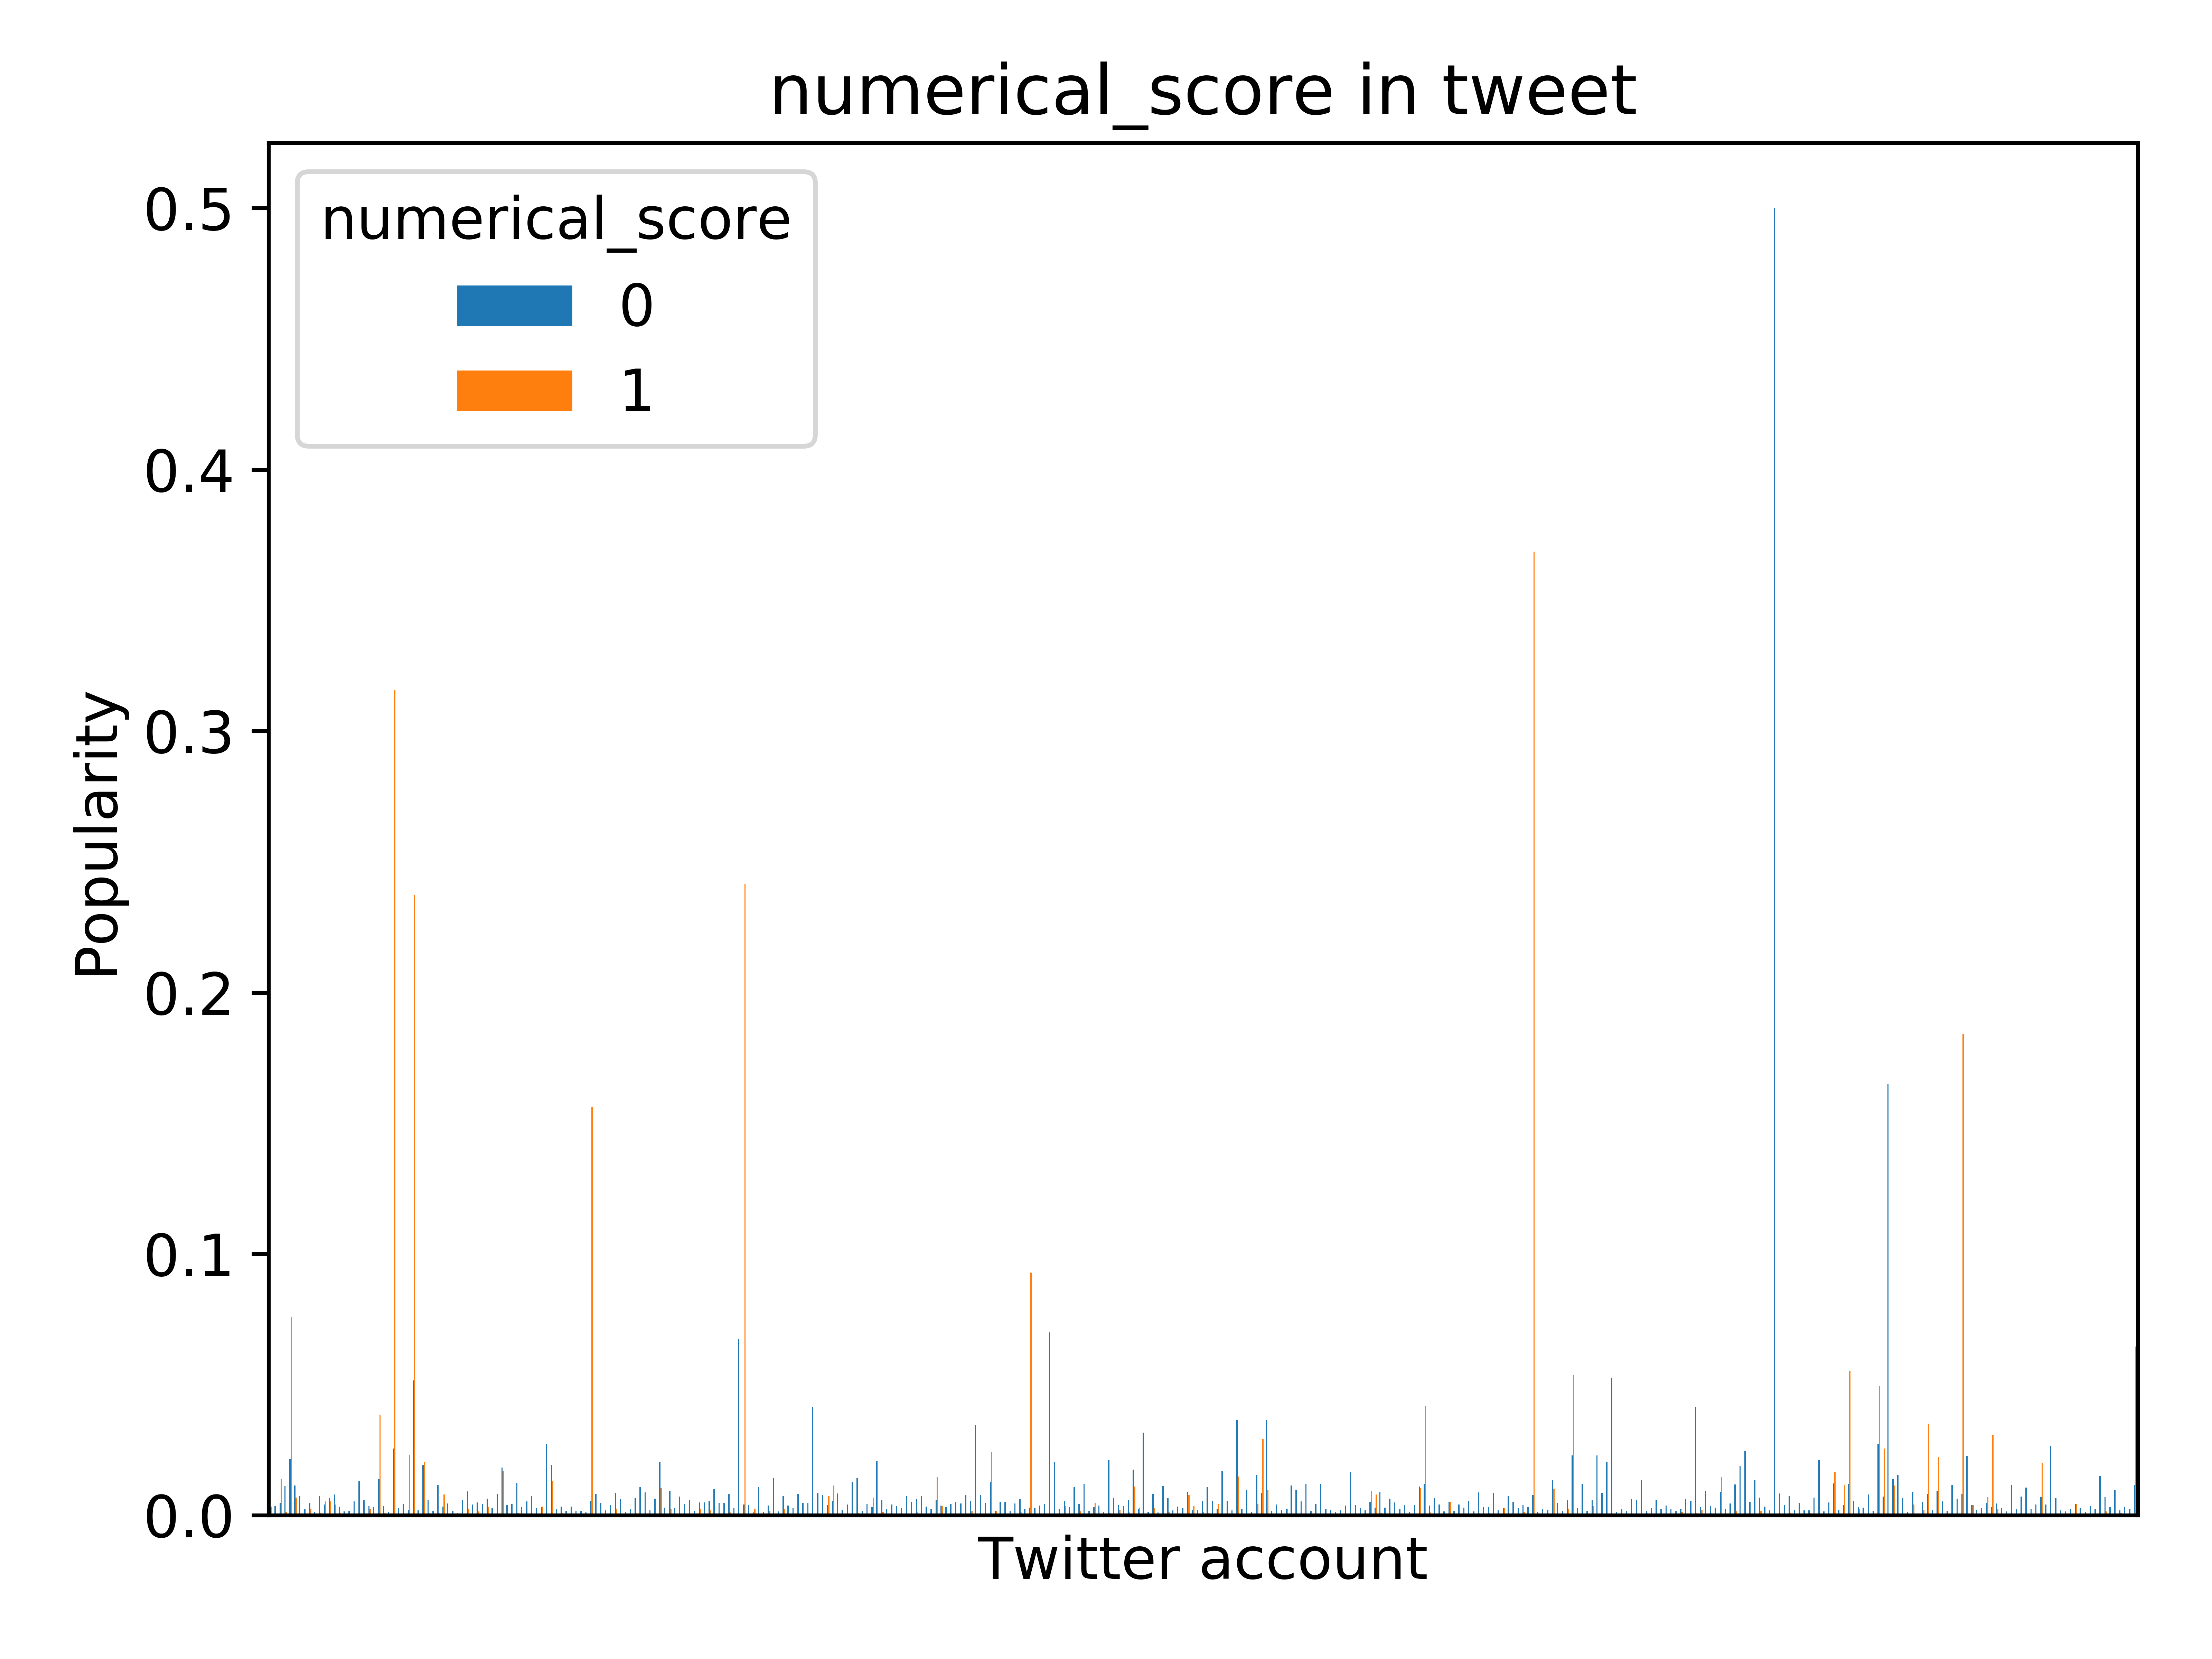 numerical_score in tweet
numerical_score
0
1
0.5
0.4
0.3
0.2
0.1
0.0
Popularity
Twitter account